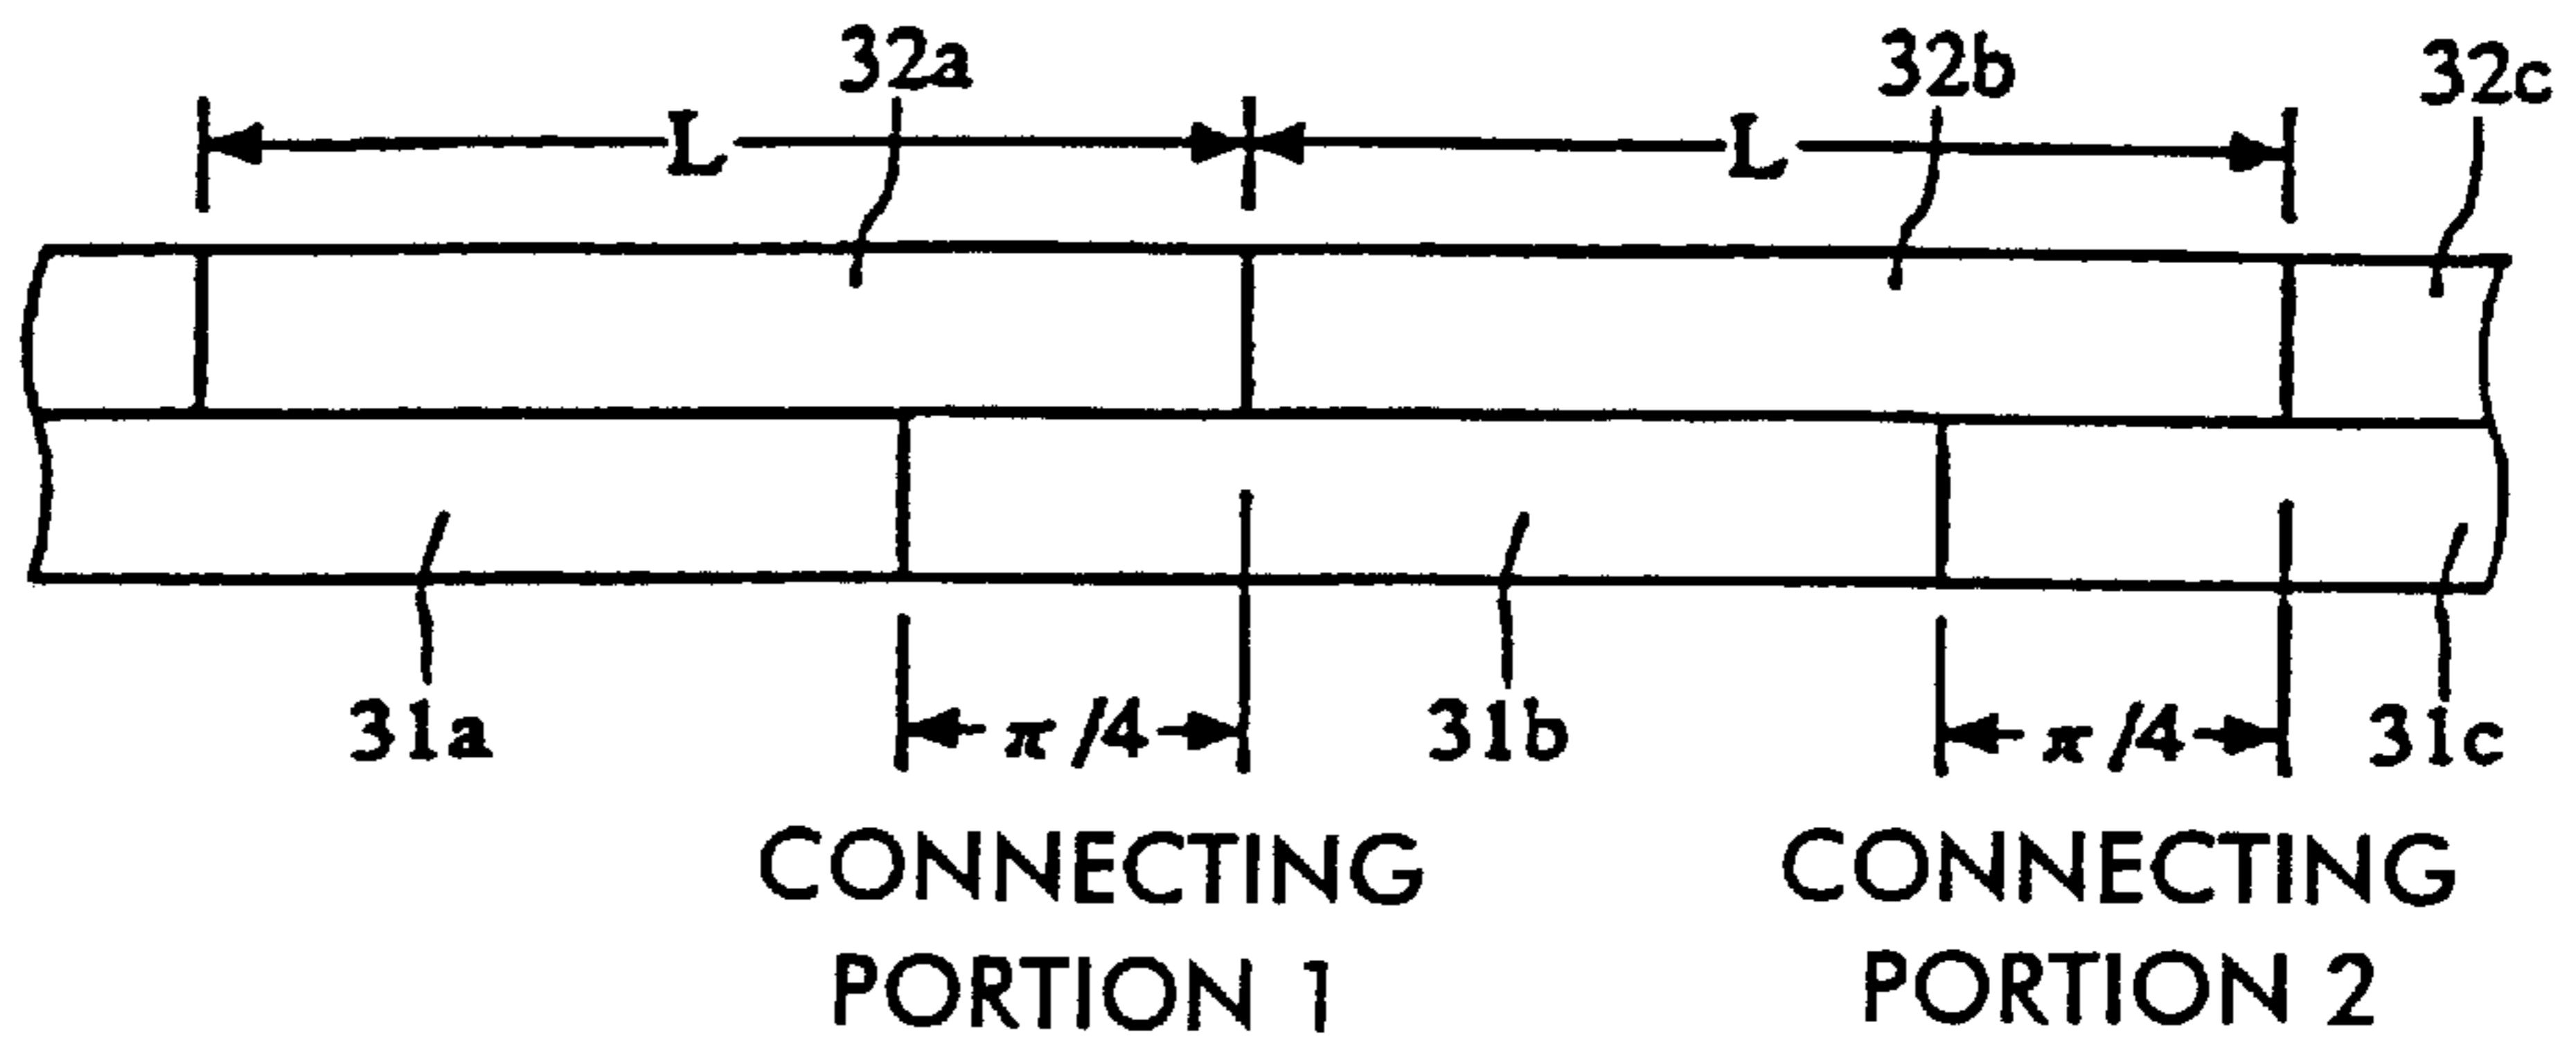 32a
32b
32c
L
L
31a
π/4
31b
π/4
31c
CONNECTING
PORTION 1
CONNECTING
PORTION 2